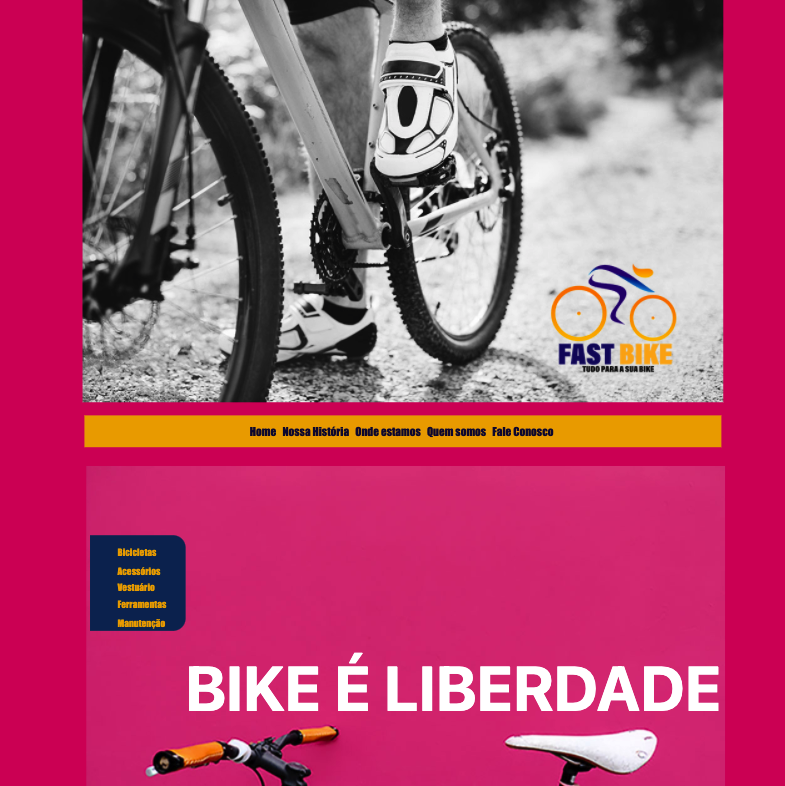 FAST BIKE
TUDO PARA A SUA BIKE
Home Nossa História Onde estamos Quem somos Fale Conosco
Bicicletas
Acessórios
Vestuário
Ferramentas
Manutenção
BIKE É LIBERDADE